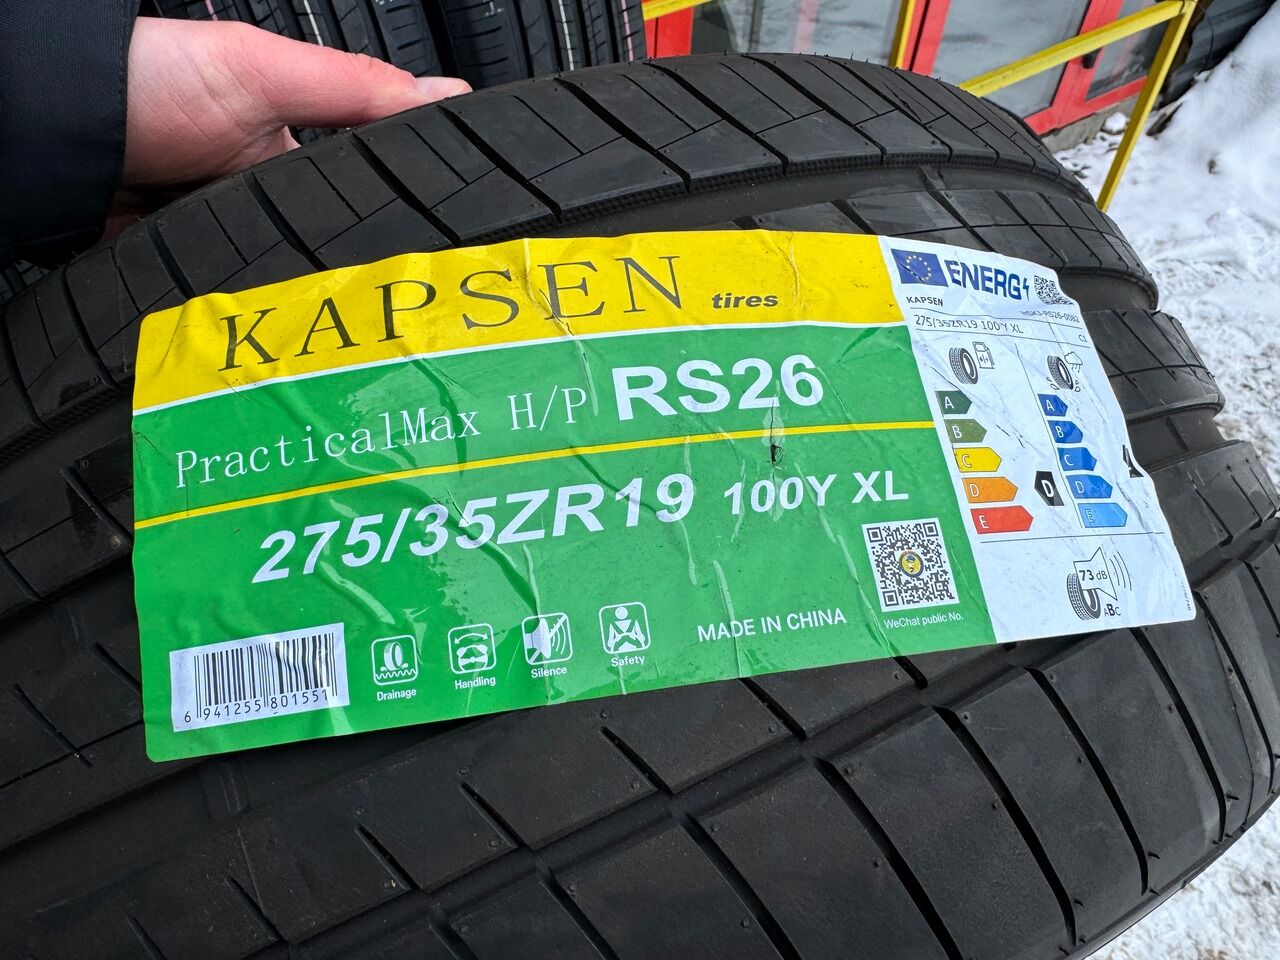 KAPSEN tires
PracticalMax H/P RS26
275/35ZR19 100Y XL
6 941255 801551
Drainage
Handling
Silence
Safety
MADE IN CHINA
WeChat public No.
ENERG
KAPSEN
275/35ZR19 100Y XL
C1
A
B
C
D
E
D
A
B
C
D
E
A
73 dB
ABC